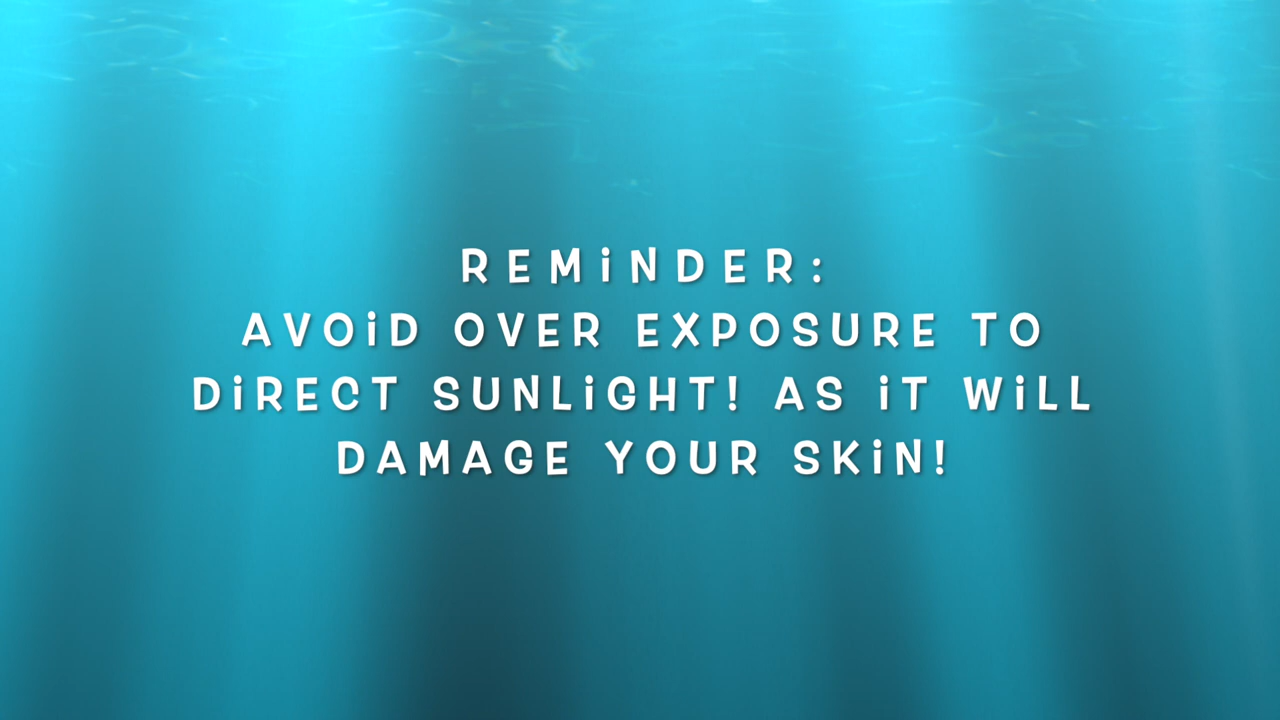 REMiNDER:
AVOiD OVER EXPOSURE TO
DiRECT SUNLiGHT! AS iT WiLL
DAMAGE YOUR SKiN!